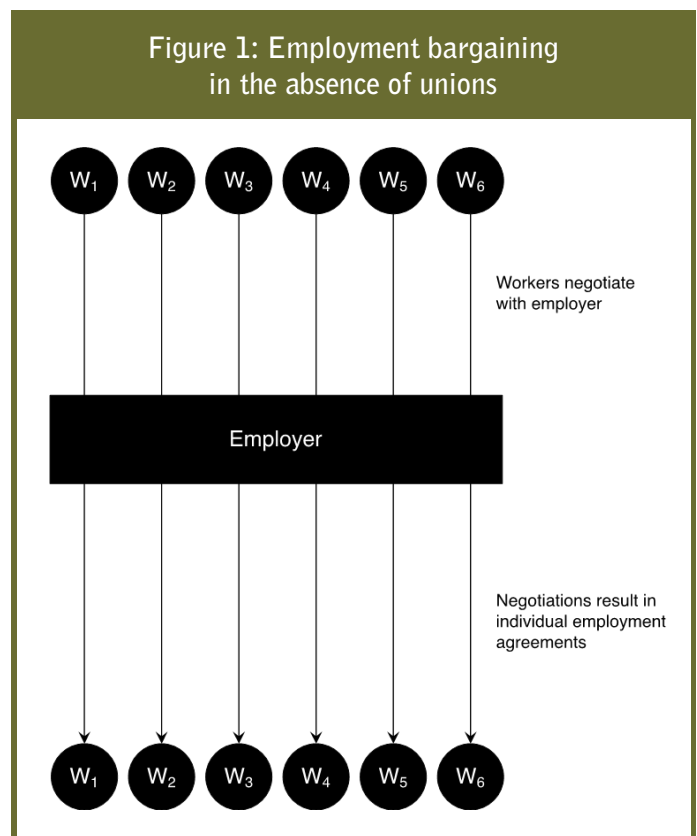 Figure 1: Employment bargaining
in the absence of unions
W₁ W₂ W₃ W₄ W₅ W₆
Workers negotiate
with employer
Employer
Negotiations result in
individual employment
agreements
W₁ W₂ W₃ W₄ W₅ W₆